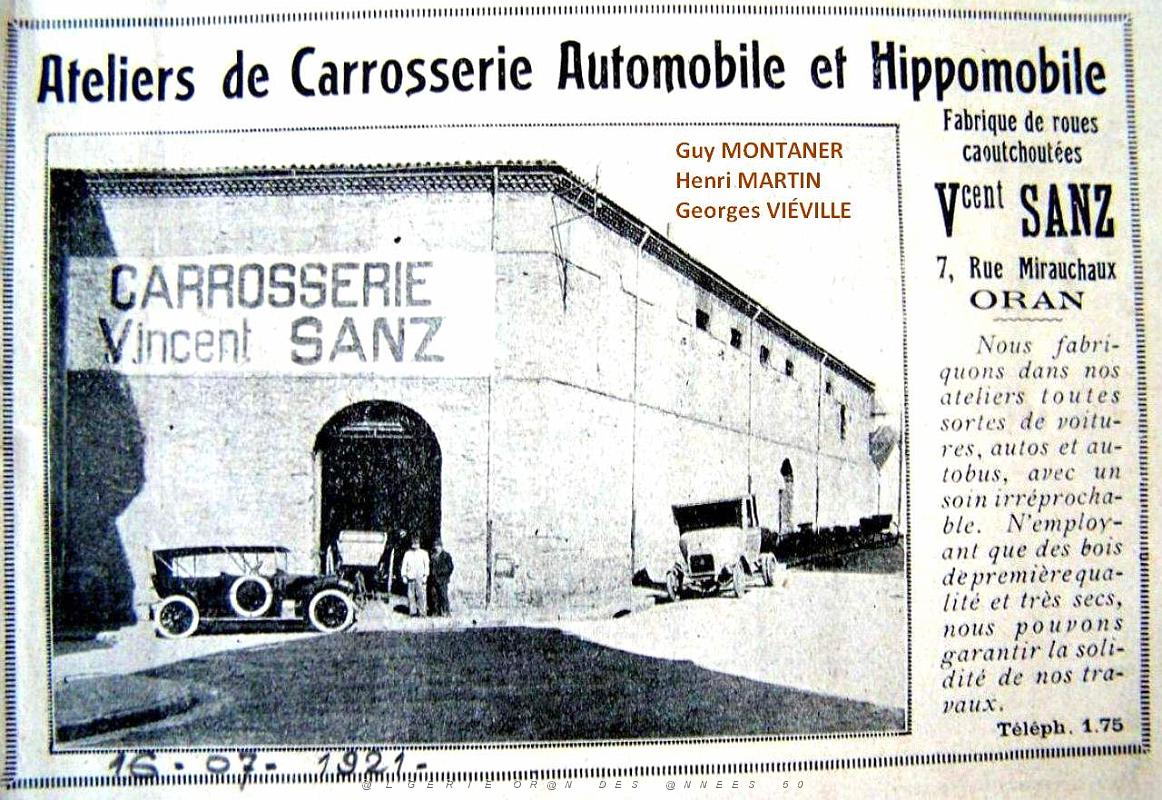 Ateliers de Carrosserie Automobile et Hippomobile
Guy MONTANER
Henri MARTIN
Georges VIÉVILLE
CARROSSERIE
Vincent SANZ
Fabrique de roues
caoutchoutées
Vcent SANZ
7, Rue Mirauchaux
ORAN
Nous fabri-
quons dans nos
ateliers toutes
sortes de voitu-
res, autos et au-
tobus, avec un
soin irréprocha-
ble. N'employ-
ant que des bois
de première qua-
lité et très secs,
nous pouvons
garantir la soli-
dité de nos tra-
vaux.
Téléph. 1.75
16-07-1921-
@LGERIE OR@N DES @NNEES 50